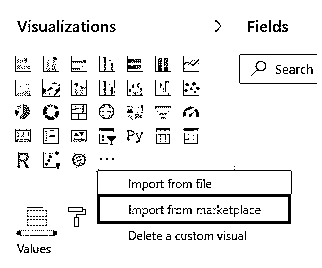 Visualizations
Fields
Search
Py
R
Import from file
Import from marketplace
Delete a custom visual
Values